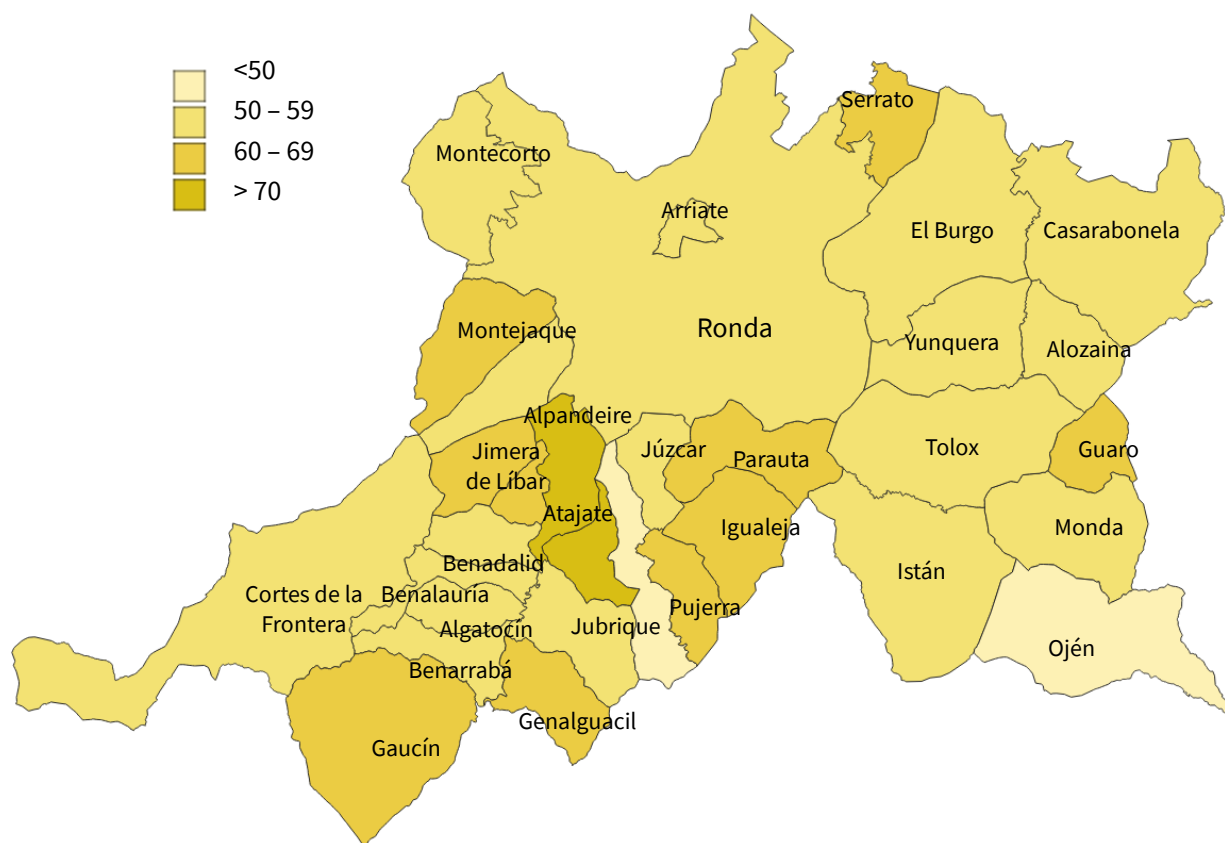 <50
50 – 59
60 – 69
> 70
Serrato
Montecorto
Arriate
El Burgo
Casarabonela
Montejaque
Ronda
Yunquera
Alozaina
Alpandeire
Júzcar
Parauta
Tolox
Guaro
Jimera
de Líbar
Atajate
Igualeja
Monda
Benadalid
Istán
Cortes de la
Frontera
Benalauría
Pujerra
Algatocín
Jubrique
Ojén
Benarrabá
Genalguacil
Gaucín